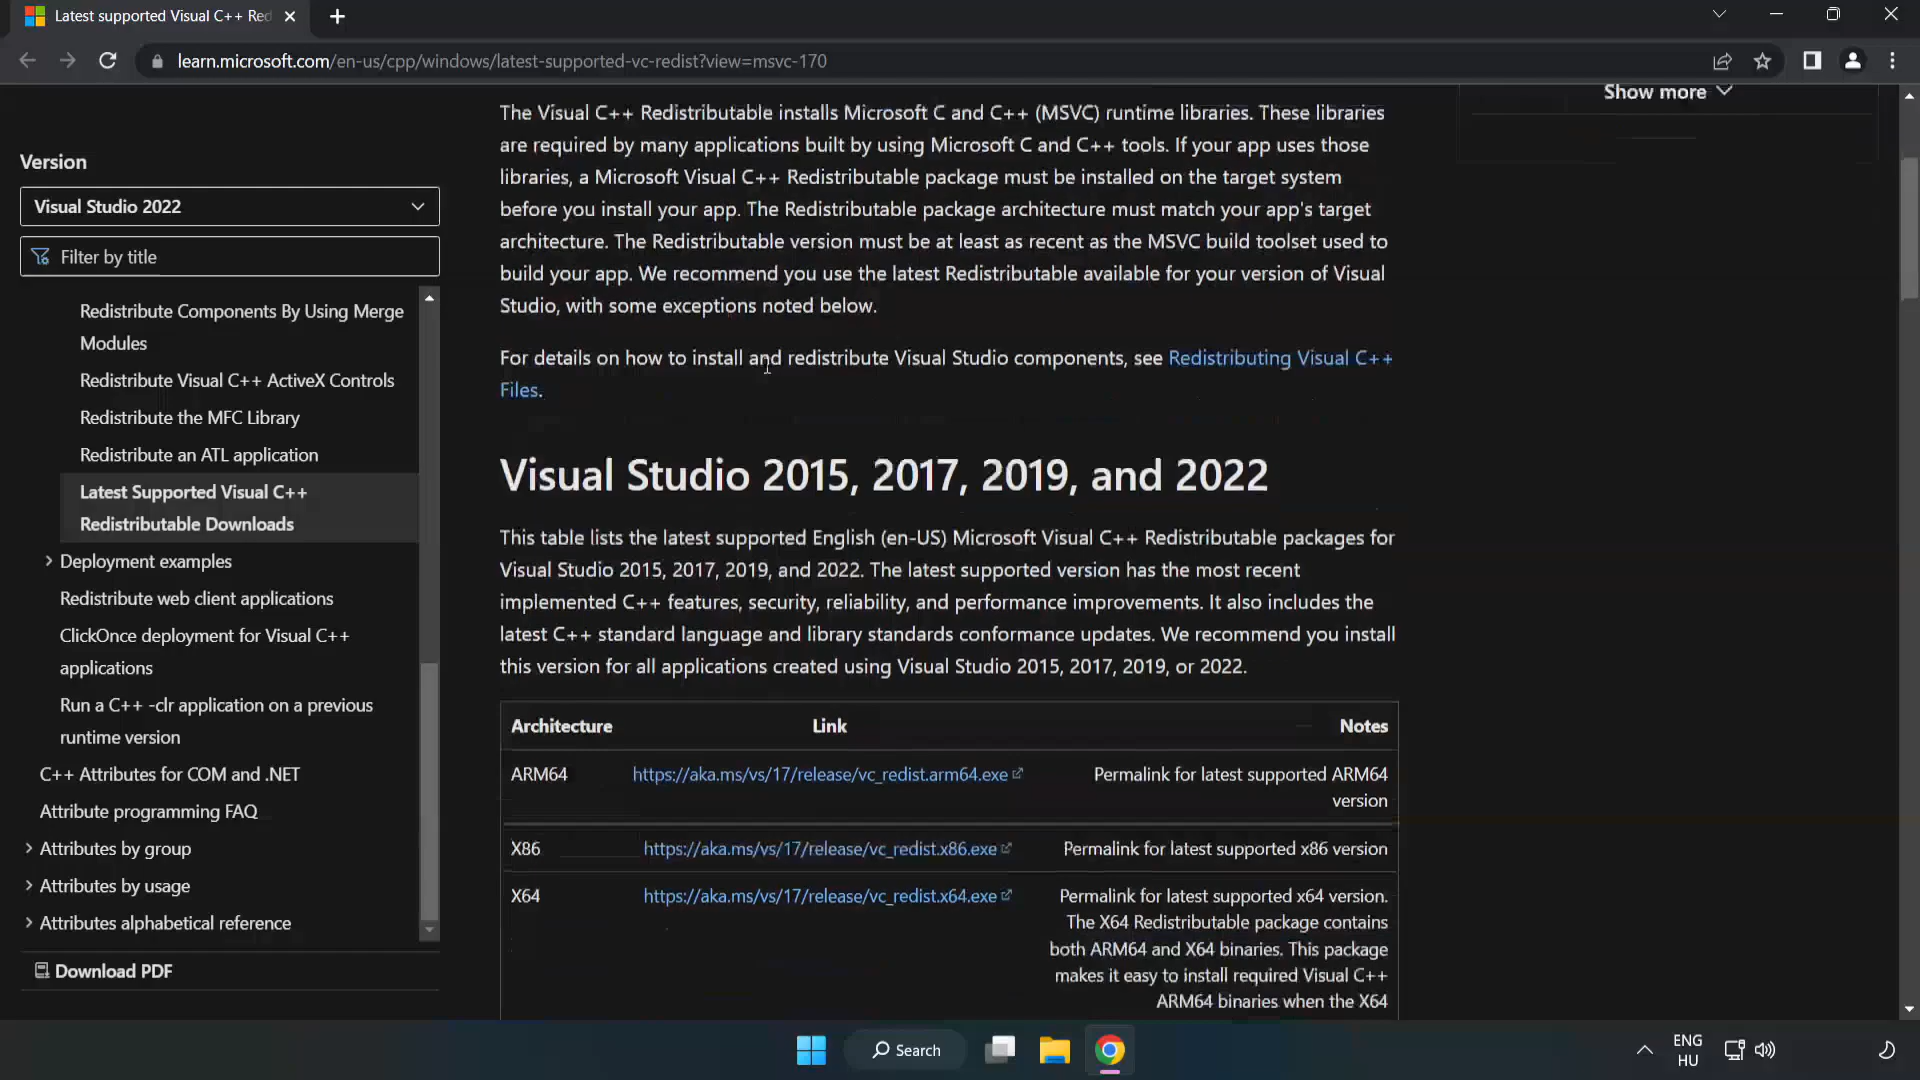 Latest supported Visual C++ Red
learn.microsoft.com/en-us/cpp/windows/latest-supported-vc-redist?view=msvc-170
Show more
Version
Visual Studio 2022
Filter by title
Redistribute Components By Using Merge
Modules
Redistribute Visual C++ ActiveX Controls
Redistribute the MFC Library
Redistribute an ATL application
Latest Supported Visual C++
Redistributable Downloads
Deployment examples
Redistribute web client applications
ClickOnce deployment for Visual C++
applications
Run a C++ -clr application on a previous
runtime version
C++ Attributes for COM and .NET
Attribute programming FAQ
Attributes by group
Attributes by usage
Attributes alphabetical reference
Download PDF
The Visual C++ Redistributable installs Microsoft C and C++ (MSVC) runtime libraries. These libraries
are required by many applications built by using Microsoft C and C++ tools. If your app uses those
libraries, a Microsoft Visual C++ Redistributable package must be installed on the target system
before you install your app. The Redistributable package architecture must match your app's target
architecture. The Redistributable version must be at least as recent as the MSVC build toolset used to
build your app. We recommend you use the latest Redistributable available for your version of Visual
Studio, with some exceptions noted below.
For details on how to install and redistribute Visual Studio components, see Redistributing Visual C++
Files.
Visual Studio 2015, 2017, 2019, and 2022
This table lists the latest supported English (en-US) Microsoft Visual C++ Redistributable packages for
Visual Studio 2015, 2017, 2019, and 2022. The latest supported version has the most recent
implemented C++ features, security, reliability, and performance improvements. It also includes the
latest C++ standard language and library standards conformance updates. We recommend you install
this version for all applications created using Visual Studio 2015, 2017, 2019, or 2022.
Architecture Link Notes
ARM64 https://aka.ms/vs/17/release/vc_redist.arm64.exe Permalink for latest supported ARM64
version
X86 https://aka.ms/vs/17/release/vc_redist.x86.exe Permalink for latest supported x86 version
X64 https://aka.ms/vs/17/release/vc_redist.x64.exe Permalink for latest supported x64 version.
The X64 Redistributable package contains
both ARM64 and X64 binaries. This package
makes it easy to install required Visual C++
ARM64 binaries when the X64
Search
ENG
HU